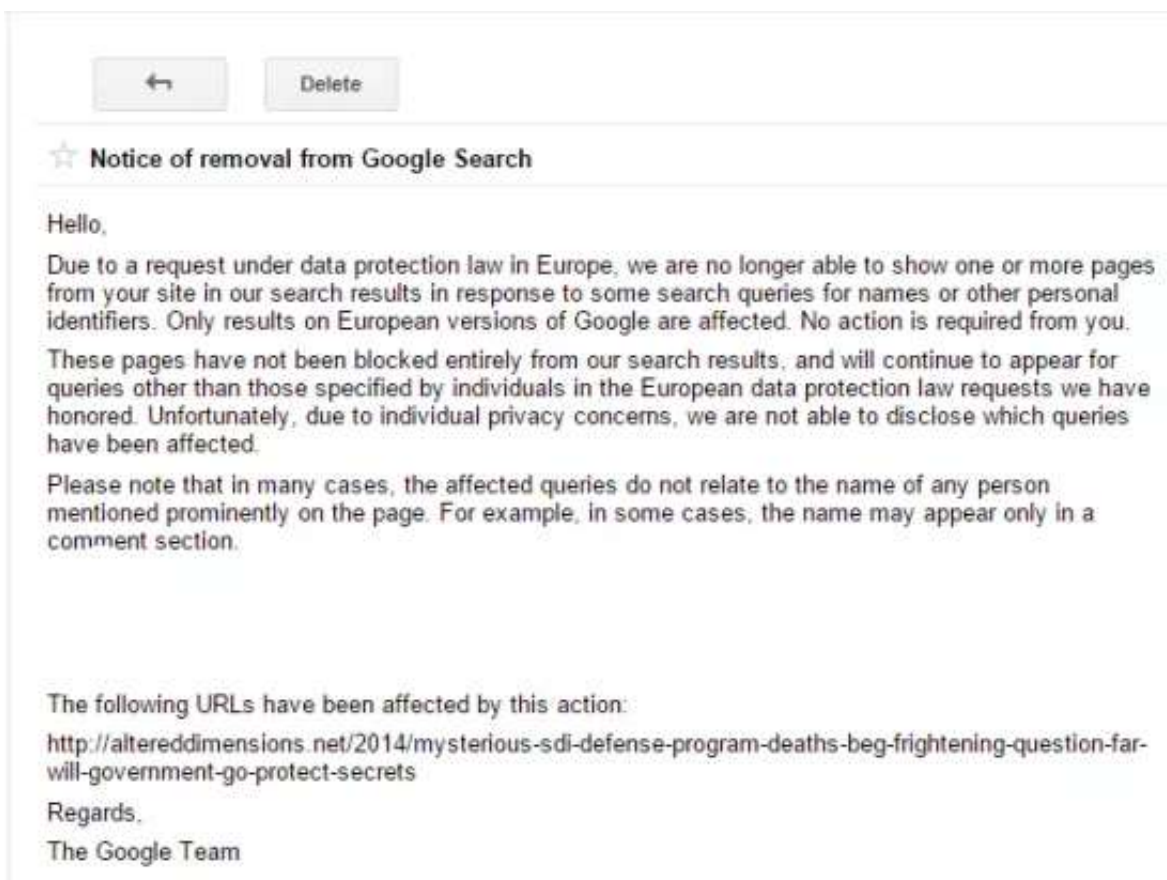 Delete
Notice of removal from Google Search
Hello,
Due to a request under data protection law in Europe, we are no longer able to show one or more pages
from your site in our search results in response to some search queries for names or other personal
identifiers. Only results on European versions of Google are affected. No action is required from you.
These pages have not been blocked entirely from our search results, and will continue to appear for
queries other than those specified by individuals in the European data protection law requests we have
honored. Unfortunately, due to individual privacy concerns, we are not able to disclose which queries
have been affected.
Please note that in many cases, the affected queries do not relate to the name of any person
mentioned prominently on the page. For example, in some cases, the name may appear only in a
comment section.
The following URLs have been affected by this action:
http://altereddimensions.net/2014/mysterious-sdi-defense-program-deaths-beg-frightening-question-far-
will-government-go-protect-secrets
Regards,
The Google Team